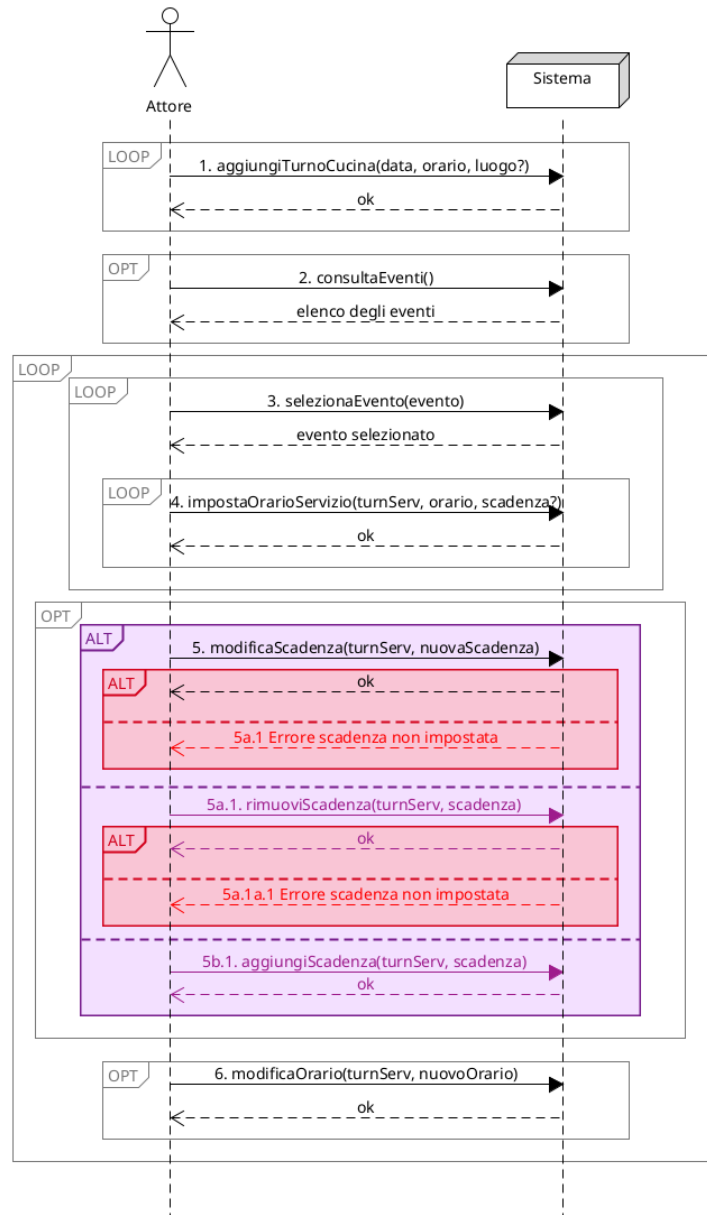 Attore
Sistema
LOOP
1. aggiungiTurnoCucina(data, orario, luogo?)
ok
OPT
2. consultaEventi()
elenco degli eventi
LOOP
LOOP
3. selezionaEvento(evento)
evento selezionato
LOOP
4. impostaOrarioServizio(turnServ, orario, scadenza?)
ok
OPT
ALT
5. modificaScadenza(turnServ, nuovaScadenza)
ALT
ok
5a.1 Errore scadenza non impostata
5a.1. rimuoviScadenza(turnServ, scadenza)
ALT
ok
5a.1a.1 Errore scadenza non impostata
5b.1. aggiungiScadenza(turnServ, scadenza)
ok
OPT
6. modificaOrario(turnServ, nuovoOrario)
ok